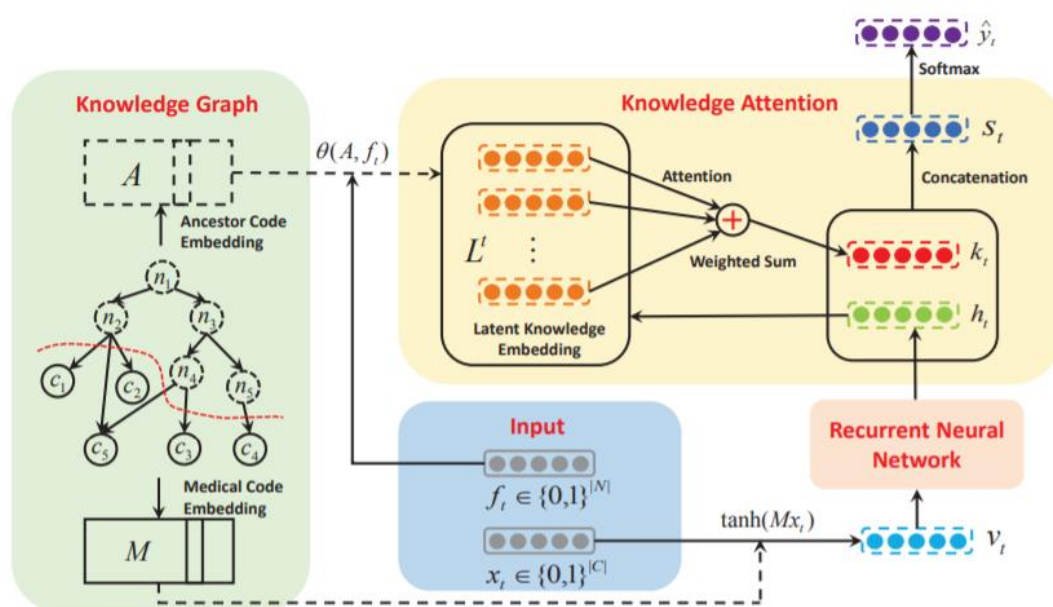 Knowledge Graph
A
Ancestor Code
Embedding
n₁
n₂
n₃
n₄
n₅
c₁
c₂
c₅
c₃
c₄
Medical Code
Embedding
M
θ(A, fₜ)
Knowledge Attention
Lᵗ
⋮
Latent Knowledge
Embedding
Attention
+
Weighted Sum
ŷₜ
Softmax
sₜ
Concatenation
kₜ
hₜ
Input
fₜ ∈ {0,1}^|N|
xₜ ∈ {0,1}^|C|
tanh(Mxₜ)
Recurrent Neural
Network
vₜ